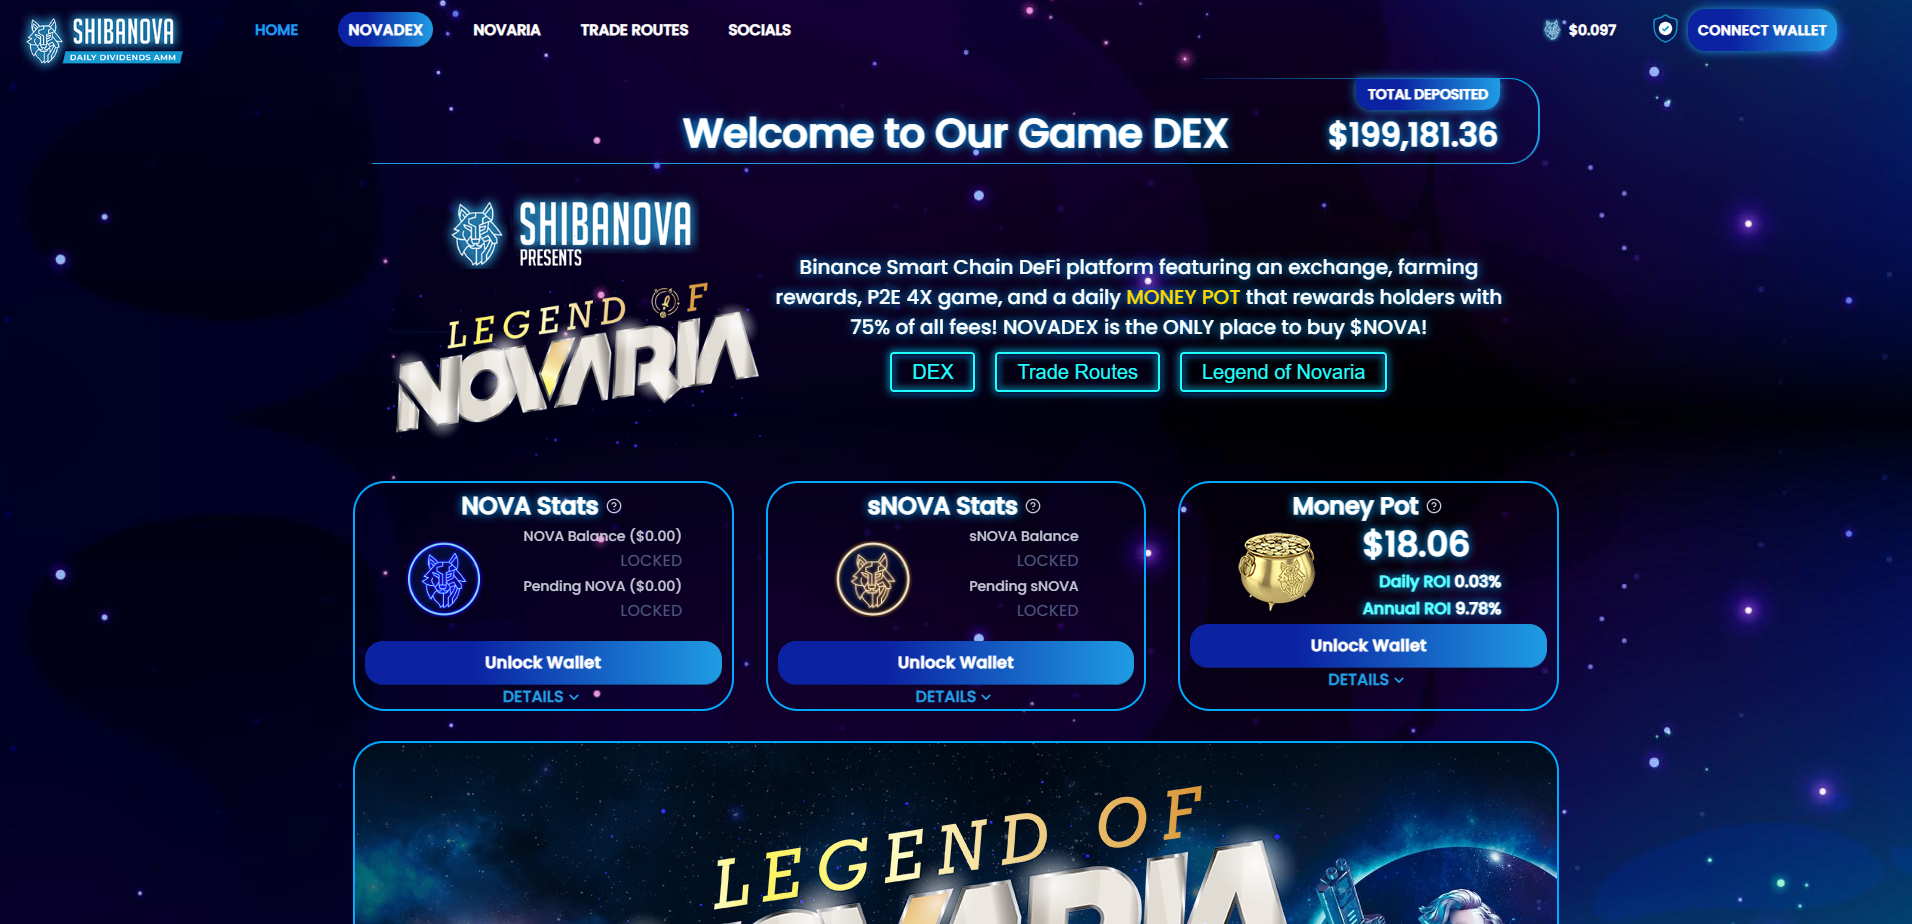 SHIBANOVA
DAILY DIVIDENDS AMM
HOME
NOVADEX
NOVARIA
TRADE ROUTES
SOCIALS
$0.097
CONNECT WALLET
TOTAL DEPOSITED
Welcome to Our Game DEX
$199,181.36
SHIBANOVA
PRESENTS
LEGEND OF
NOVARIA
Binance Smart Chain DeFi platform featuring an exchange, farming
rewards, P2E 4X game, and a daily MONEY POT that rewards holders with
75% of all fees! NOVADEX is the ONLY place to buy $NOVA!
DEX
Trade Routes
Legend of Novaria
NOVA Stats
NOVA Balance ($0.00)
LOCKED
Pending NOVA ($0.00)
LOCKED
Unlock Wallet
DETAILS
sNOVA Stats
sNOVA Balance
LOCKED
Pending sNOVA
LOCKED
Unlock Wallet
DETAILS
Money Pot
$18.06
Daily ROI 0.03%
Annual ROI 9.78%
Unlock Wallet
DETAILS
LEGEND OF
NOVARIA